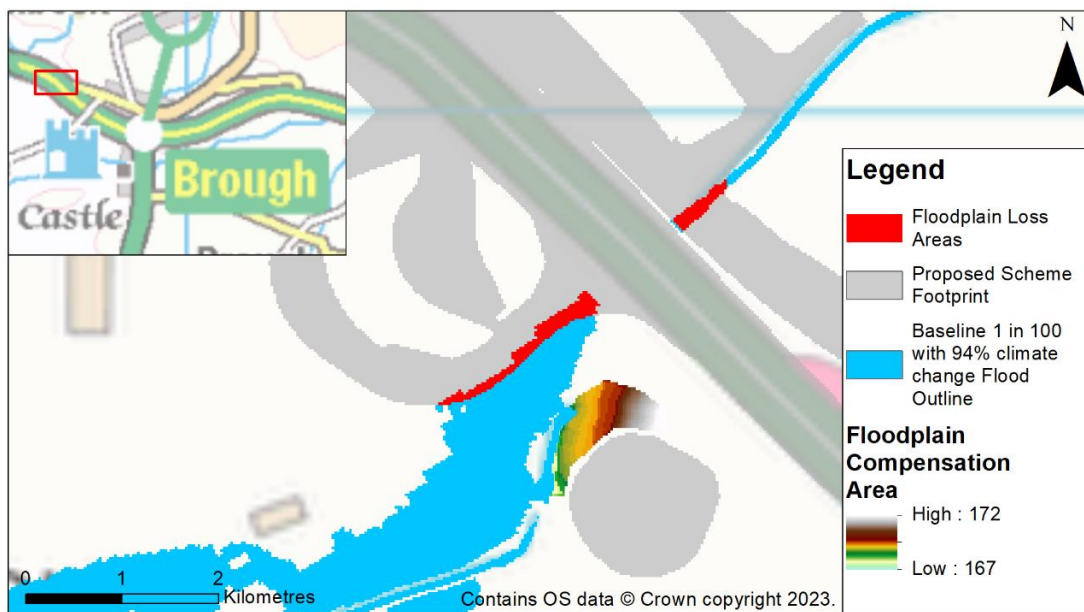 Brough
Castle
N
Legend
Floodplain Loss
Areas
Proposed Scheme
Footprint
Baseline 1 in 100
with 94% climate
change Flood
Outline
Floodplain
Compensation
Area
High : 172
Low : 167
0 1 2
Kilometres
Contains OS data © Crown copyright 2023.